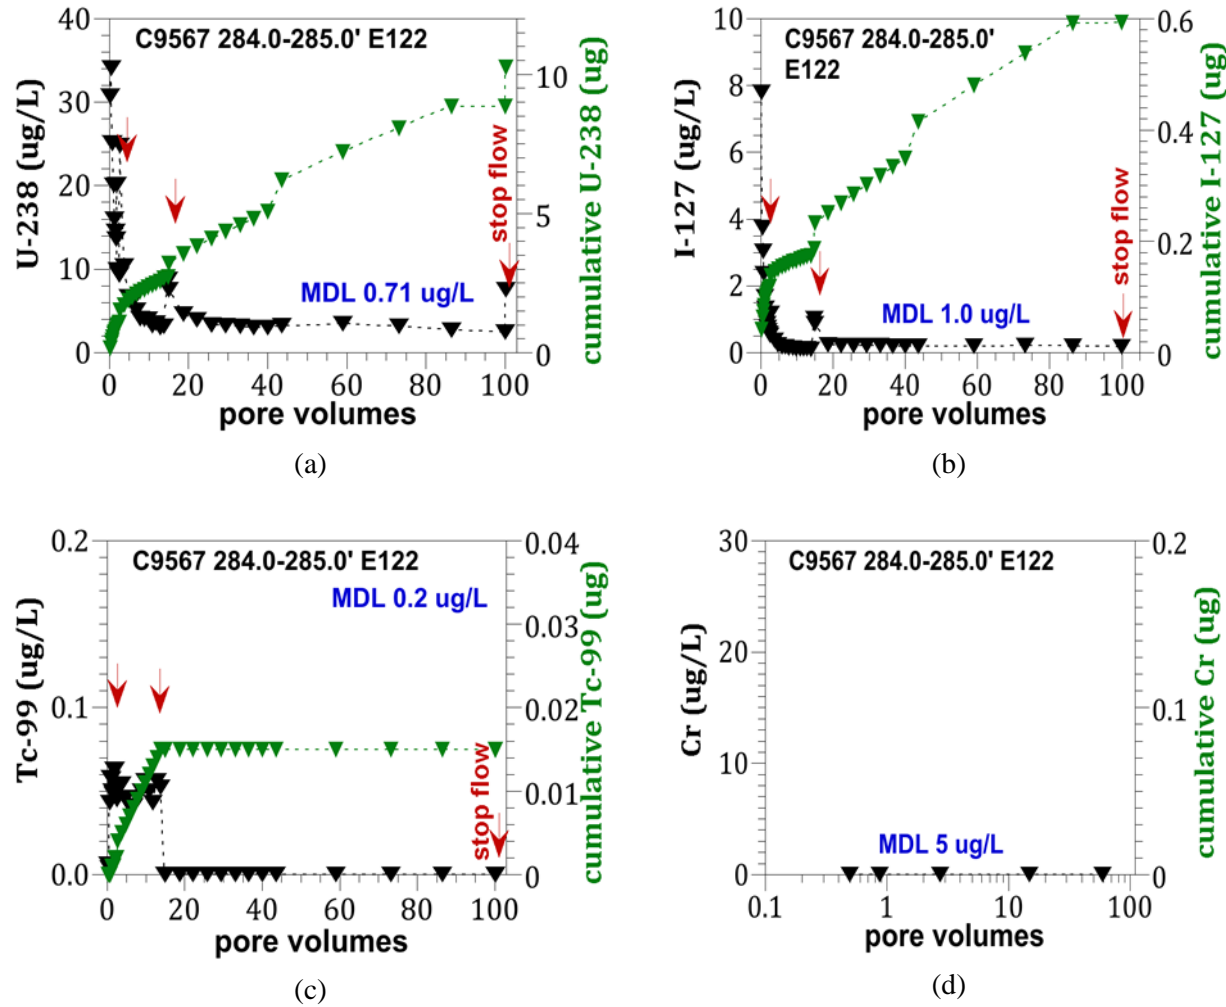 C9567 284.0-285.0' E122
U-238 (ug/L)
40
30
20
10
0
10
5
0
cumulative U-238 (ug)
stop flow
MDL 0.71 ug/L
0 20 40 60 80 100
pore volumes
(a)
C9567 284.0-285.0'
E122
I-127 (ug/L)
10
8
6
4
2
0
0.6
0.4
0.2
0
cumulative I-127 (ug)
stop flow
MDL 1.0 ug/L
0 20 40 60 80 100
pore volumes
(b)
C9567 284.0-285.0' E122
MDL 0.2 ug/L
Tc-99 (ug/L)
0.2
0.1
0.0
0.04
0.03
0.02
0.01
0
cumulative Tc-99 (ug)
stop flow
0 20 40 60 80 100
pore volumes
(c)
C9567 284.0-285.0' E122
Cr (ug/L)
30
20
10
0
0.2
0.1
0
cumulative Cr (ug)
MDL 5 ug/L
0.1 1 10 100
pore volumes
(d)